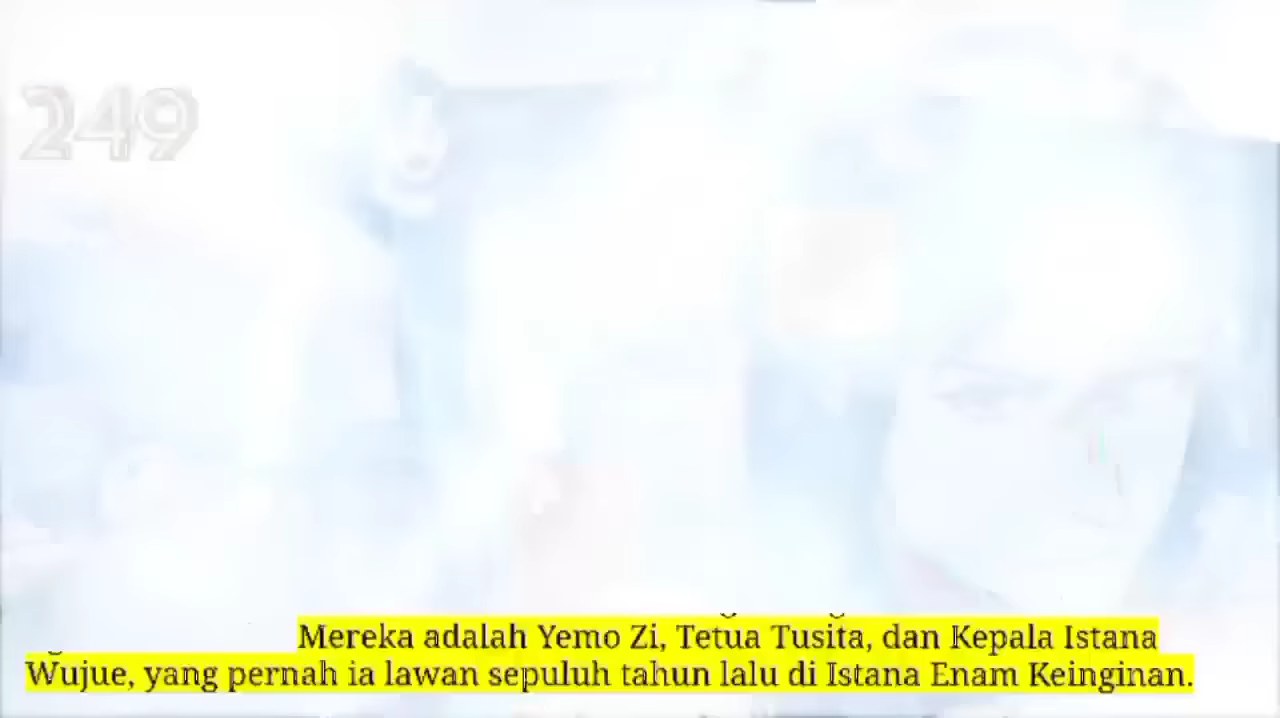 249
Mereka adalah Yemo Zi, Tetua Tusita, dan Kepala Istana
Wujue, yang pernah ia lawan sepuluh tahun lalu di Istana Enam Keinginan.